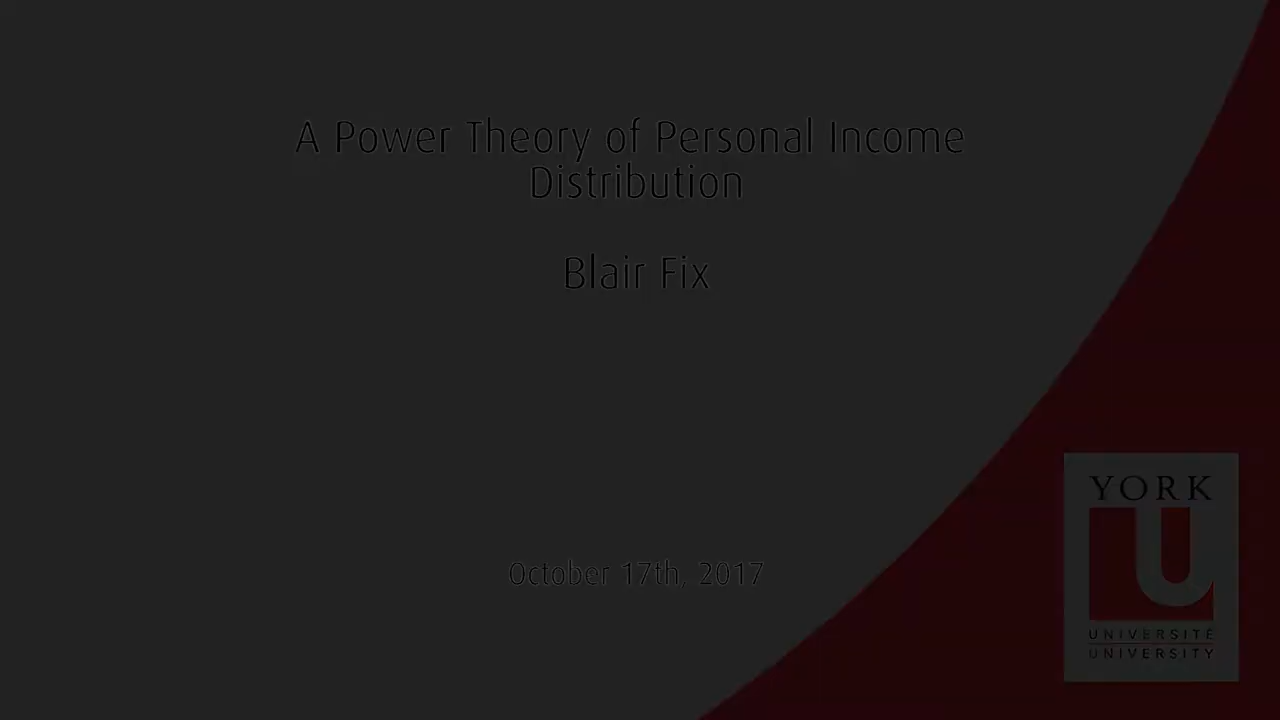 A Power Theory of Personal Income
Distribution
Blair Fix
October 17th, 2017
YORK
U
UNIVERSITÉ
UNIVERSITY